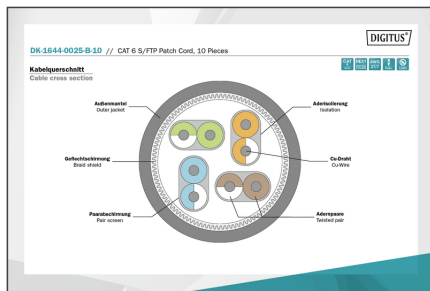 DIGITUS®
DK-1644-0025-B-10 // CAT 6 S/FTP Patch Cord, 10 Pieces
Kabelquerschnitt
Cable cross section
Außenmantel
Outer jacket
Aderisolierung
Isolation
Geflechtschirmung
Braid shield
Cu-Draht
Cu-Wire
Paarabschirmung
Pair screen
Adernpaare
Twisted pair